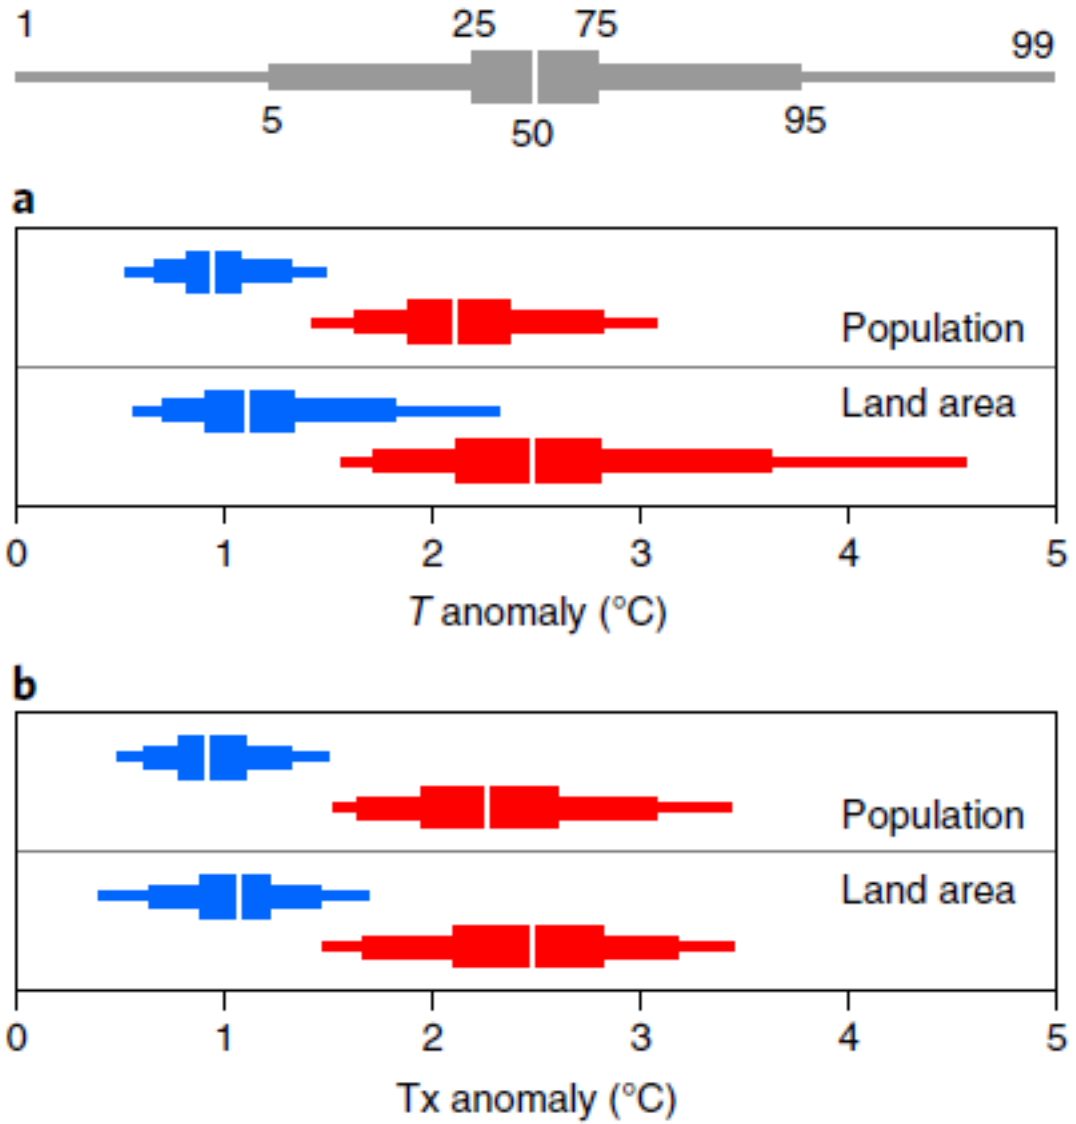 1 25 75 99
5 50 95
a
Population
Land area
0 1 2 3 4 5
T anomaly (°C)
b
Population
Land area
0 1 2 3 4 5
Tx anomaly (°C)